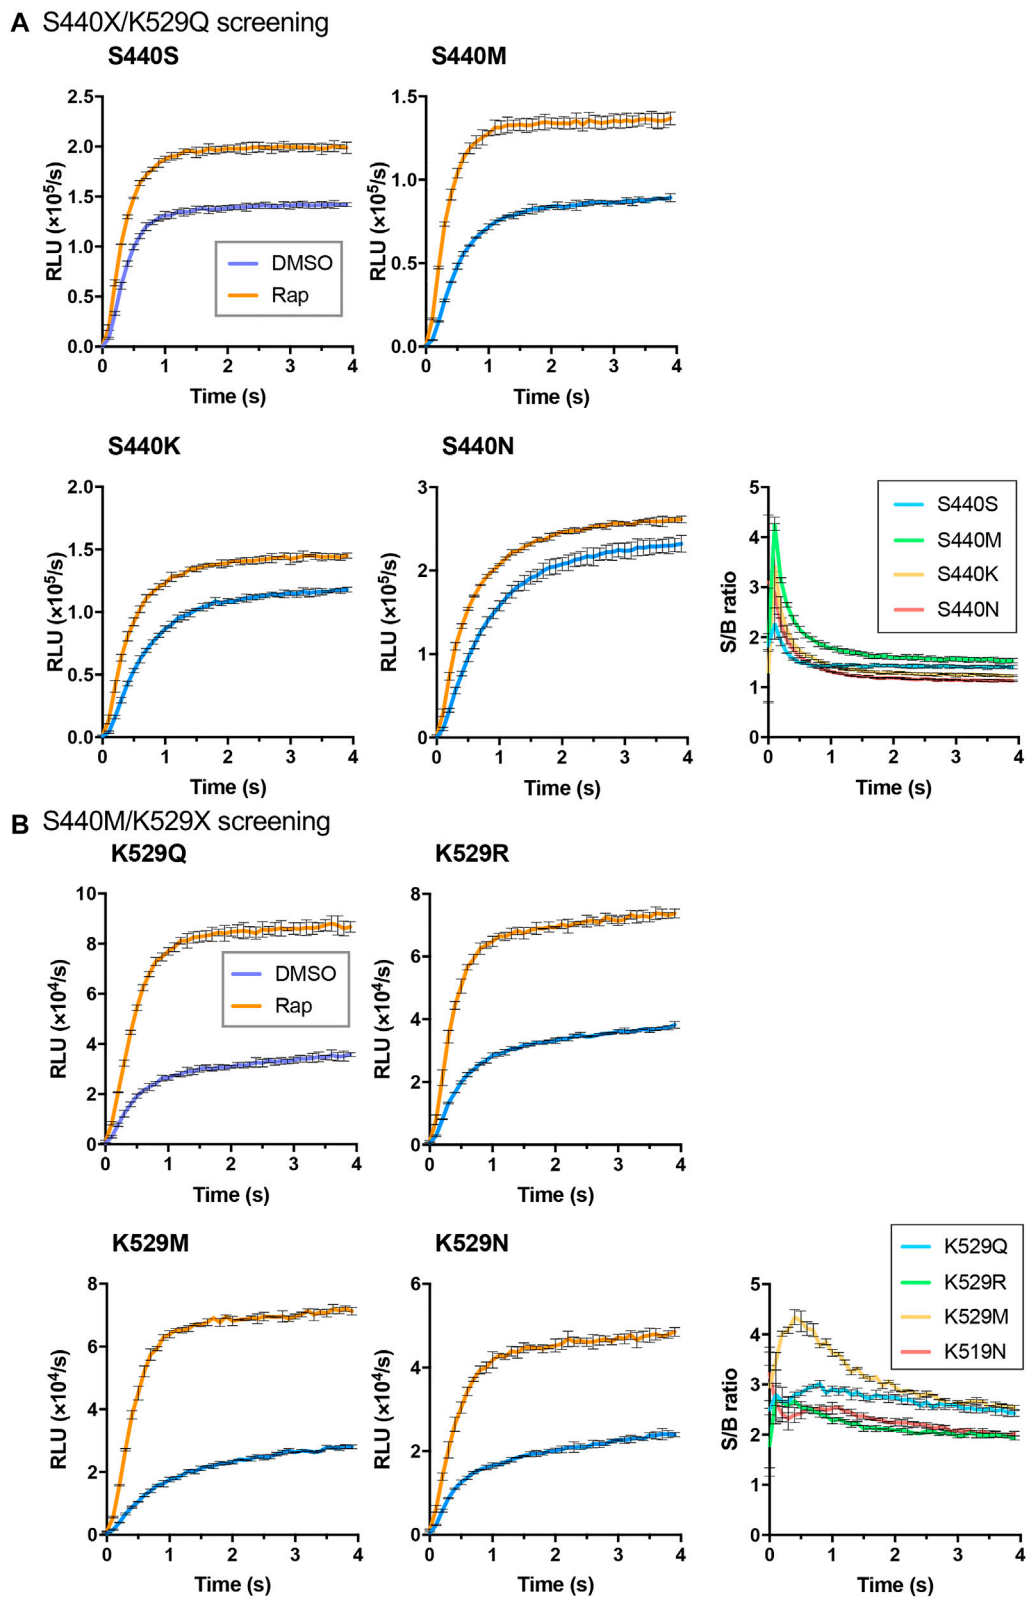 A S440X/K529Q screening
S440S
RLU (×10⁵/s)
2.5
2.0
1.5
1.0
0.5
0.0
0 1 2 3 4
Time (s)
DMSO
Rap
S440M
RLU (×10⁵/s)
1.5
1.0
0.5
0.0
0 1 2 3 4
Time (s)
S440K
RLU (×10⁵/s)
2.0
1.5
1.0
0.5
0.0
0 1 2 3 4
Time (s)
S440N
RLU (×10⁵/s)
3
2
1
0
0 1 2 3 4
Time (s)
S/B ratio
5
4
3
2
1
0
0 1 2 3 4
Time (s)
S440S
S440M
S440K
S440N
B S440M/K529X screening
K529Q
RLU (×10⁴/s)
10
8
6
4
2
0
0 1 2 3 4
Time (s)
DMSO
Rap
K529R
RLU (×10⁴/s)
8
6
4
2
0
0 1 2 3 4
Time (s)
K529M
RLU (×10⁴/s)
8
6
4
2
0
0 1 2 3 4
Time (s)
K529N
RLU (×10⁴/s)
6
4
2
0
0 1 2 3 4
Time (s)
S/B ratio
5
4
3
2
1
0
0 1 2 3 4
Time (s)
K529Q
K529R
K529M
K519N